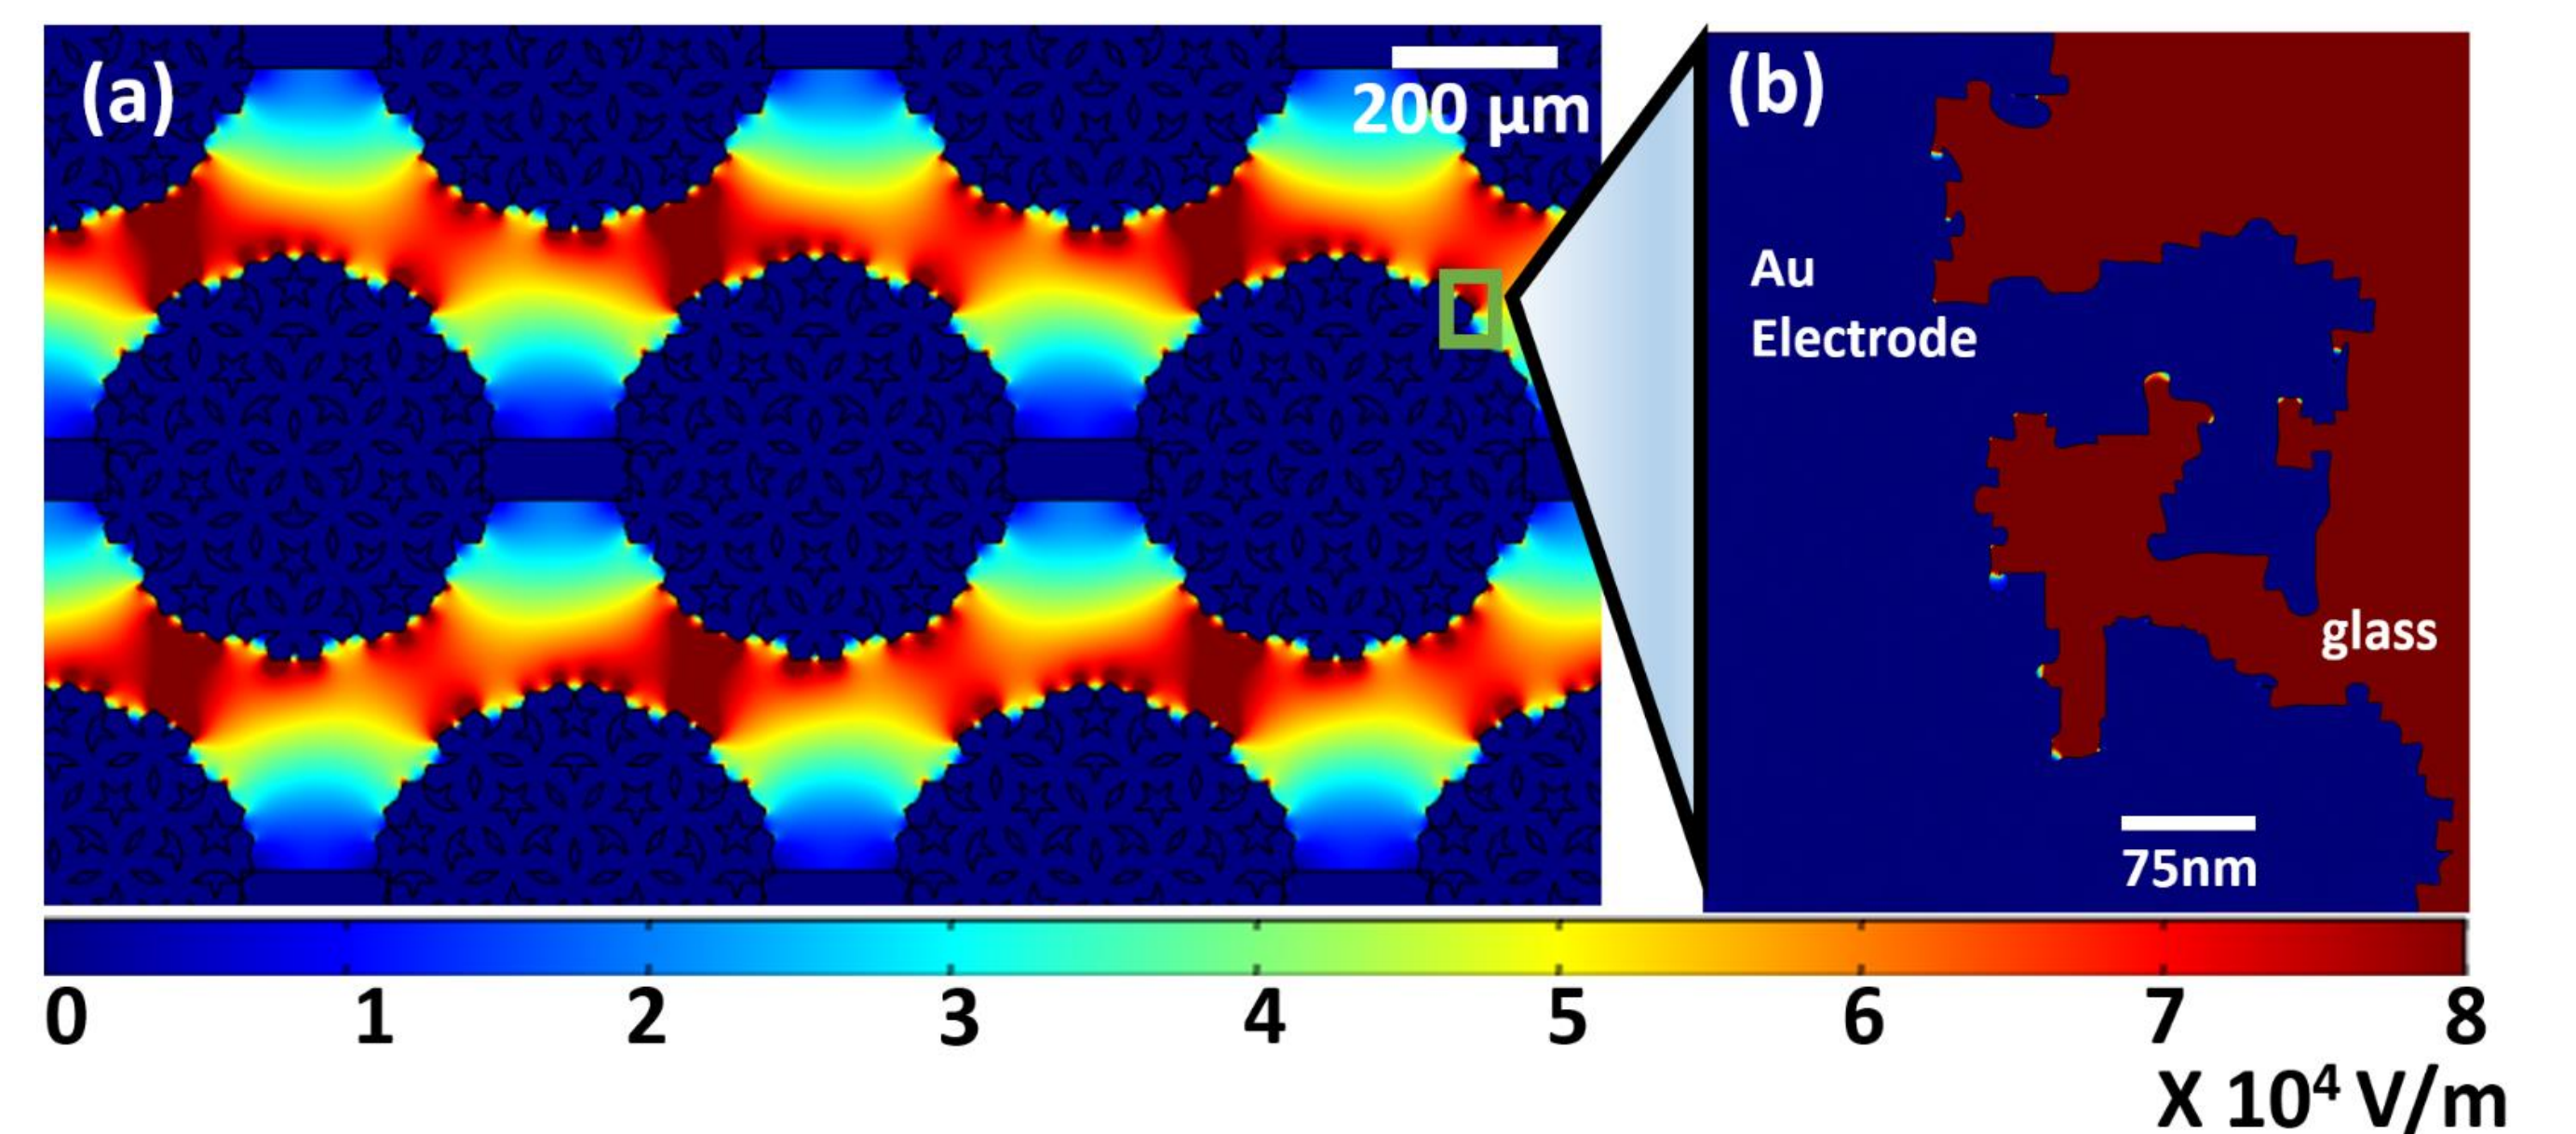 (a)
200 μm
(b)
Au
Electrode
glass
75nm
0 1 2 3 4 5 6 7 8
X 10⁴ V/m